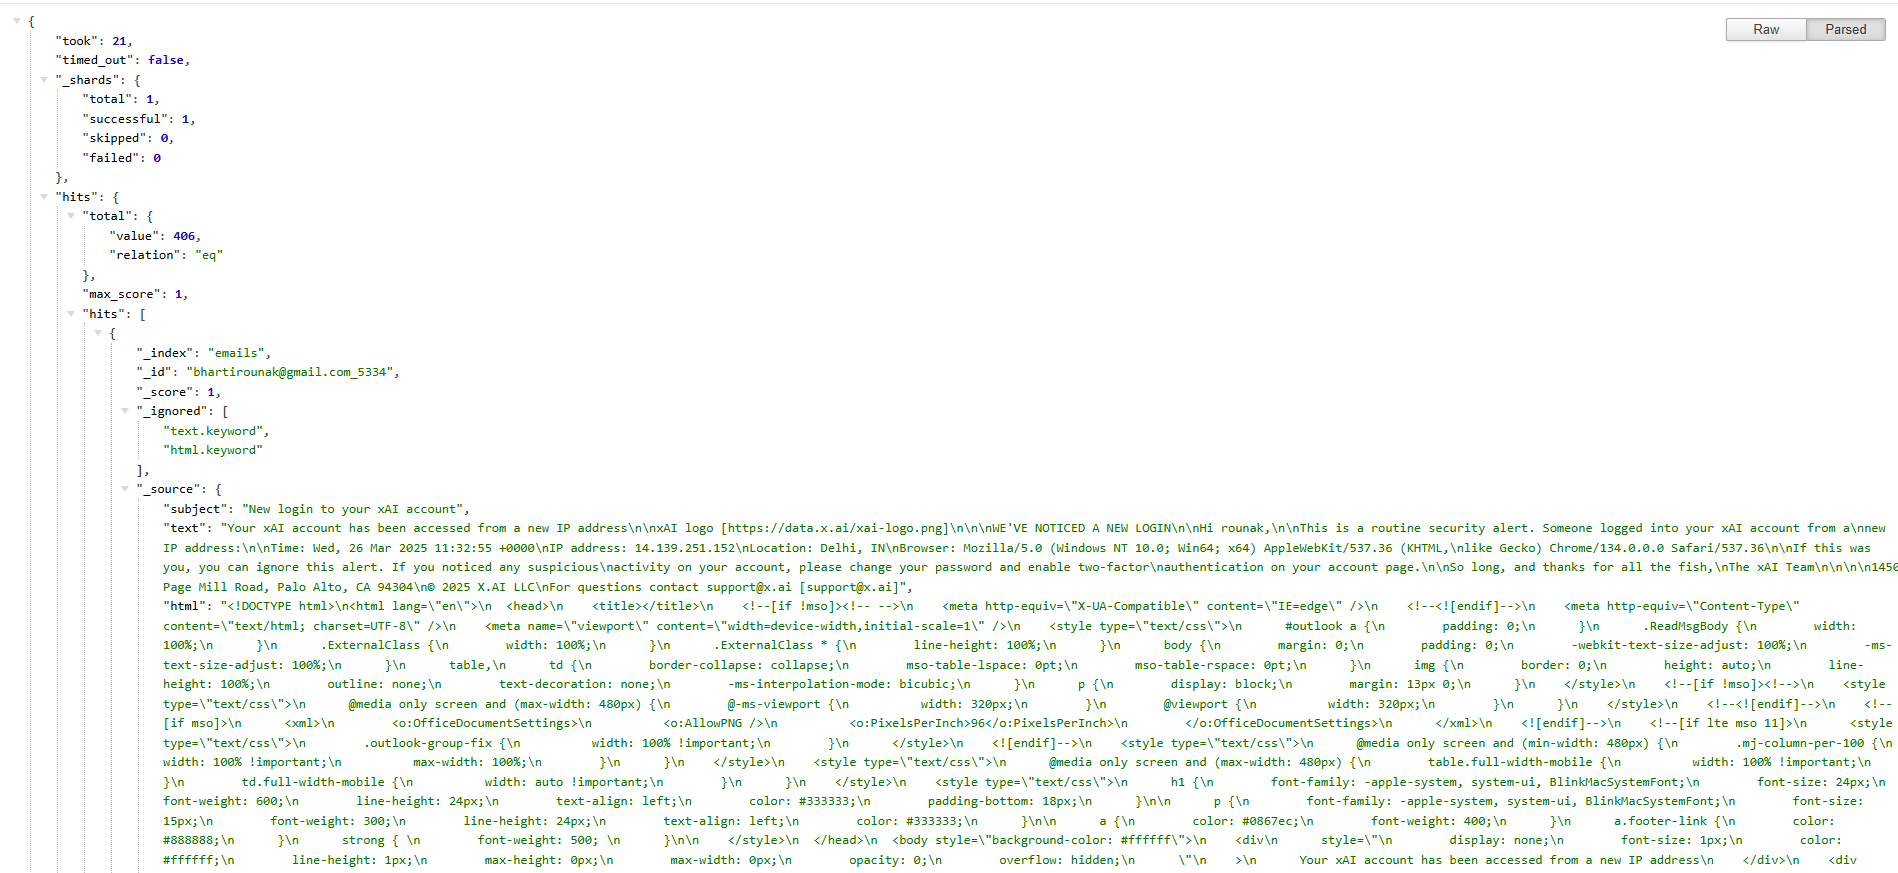 {
Raw Parsed
"took": 21,
"timed_out": false,
"_shards": {
"total": 1,
"successful": 1,
"skipped": 0,
"failed": 0
},
"hits": {
"total": {
"value": 406,
"relation": "eq"
},
"max_score": 1,
"hits": [
{
"_index": "emails",
"_id": "bhartirounak@gmail.com_5334",
"_score": 1,
"_ignored": [
"text.keyword",
"html.keyword"
],
"_source": {
"subject": "New login to your xAI account",
"text": "Your xAI account has been accessed from a new IP address\n\nxAI logo [https://data.x.ai/xai-logo.png]\n\n\nWE'VE NOTICED A NEW LOGIN\n\nHi rounak,\n\nThis is a routine security alert. Someone logged into your xAI account from a\nnew
IP address:\n\nTime: Wed, 26 Mar 2025 11:32:55 +0000\nIP address: 14.139.251.152\nLocation: Delhi, IN\nBrowser: Mozilla/5.0 (Windows NT 10.0; Win64; x64) AppleWebKit/537.36 (KHTML,\nlike Gecko) Chrome/134.0.0.0 Safari/537.36\n\nIf this was
you, you can ignore this alert. If you noticed any suspicious\nactivity on your account, please change your password and enable two-factor\nauthentication on your account page.\n\n\nSo long, and thanks for all the fish,\nThe xAI Team\n\n\n\n\n1450
Page Mill Road, Palo Alto, CA 94304\n© 2025 X.AI LLC\nFor questions contact support@x.ai [support@x.ai]",
"html": "<!DOCTYPE html>\n<html lang=\"en\">\n <head>\n <title></title>\n <!--[if !mso]><!-- -->\n <meta http-equiv=\"X-UA-Compatible\" content=\"IE=edge\" />\n <!--<![endif]-->\n <meta http-equiv=\"Content-Type\"
content=\"text/html; charset=UTF-8\" />\n <meta name=\"viewport\" content=\"width=device-width,initial-scale=1\" />\n <style type=\"text/css\">\n #outlook a {\n padding: 0;\n }\n .ReadMsgBody {\n width:
100%;\n }\n .ExternalClass {\n width: 100%;\n }\n .ExternalClass * {\n line-height: 100%;\n }\n body {\n margin: 0;\n padding: 0;\n -webkit-text-size-adjust: 100%;\n -ms-
text-size-adjust: 100%;\n }\n table,\n td {\n border-collapse: collapse;\n mso-table-lspace: 0pt;\n mso-table-rspace: 0pt;\n }\n img {\n border: 0;\n height: auto;\n line-
height: 100%;\n outline: none;\n text-decoration: none;\n -ms-interpolation-mode: bicubic;\n }\n p {\n display: block;\n margin: 13px 0;\n }\n </style>\n <!--[if !mso]><!-->\n <style
type=\"text/css\">\n @media only screen and (max-width: 480px) {\n @-ms-viewport {\n width: 320px;\n }\n @viewport {\n width: 320px;\n }\n }\n </style>\n <!--<![endif]-->\n <!--
[if mso]>\n <xml>\n <o:OfficeDocumentSettings>\n <o:AllowPNG />\n <o:PixelsPerInch>96</o:PixelsPerInch>\n </o:OfficeDocumentSettings>\n </xml>\n <![endif]-->\n <!--[if lte mso 11]>\n <style
type=\"text/css\">\n .outlook-group-fix {\n width: 100% !important;\n }\n </style>\n <![endif]-->\n <style type=\"text/css\">\n @media only screen and (min-width: 480px) {\n .mj-column-per-100 {\n
width: 100% !important;\n max-width: 100%;\n }\n }\n </style>\n <style type=\"text/css\">\n @media only screen and (max-width: 480px) {\n table.full-width-mobile {\n width: 100% !important;\n
}\n td.full-width-mobile {\n width: auto !important;\n }\n }\n </style>\n <style type=\"text/css\">\n h1 {\n font-family: -apple-system, system-ui, BlinkMacSystemFont;\n font-size: 24px;\n
font-weight: 600;\n line-height: 24px;\n text-align: left;\n color: #333333;\n padding-bottom: 18px;\n }\n\n p {\n font-family: -apple-system, system-ui, BlinkMacSystemFont;\n font-size:
15px;\n font-weight: 300;\n line-height: 24px;\n text-align: left;\n color: #333333;\n }\n\n a {\n color: #0867ec;\n font-weight: 400;\n }\n a.footer-link {\n color:
#888888;\n }\n strong { \n font-weight: 500; \n }\n\n </style>\n </head>\n <body style=\"background-color: #ffffff\">\n <div\n style=\"\n display: none;\n font-size: 1px;\n color:
#ffffff;\n line-height: 1px;\n max-height: 0px;\n max-width: 0px;\n opacity: 0;\n overflow: hidden;\n \"\n >\n Your xAI account has been accessed from a new IP address\n </div>\n <div